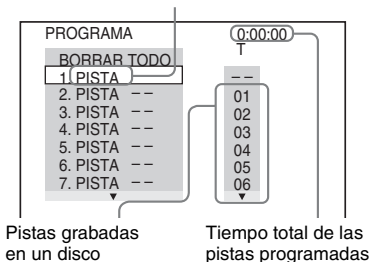 PROGRAMA 0:00:00
T
BORRAR TODO
1. PISTA – –
2. PISTA – – 01
3. PISTA – – 02
4. PISTA – – 03
5. PISTA – – 04
6. PISTA – – 05
7. PISTA – – 06
Pistas grabadas
en un disco
Tiempo total de las
pistas programadas